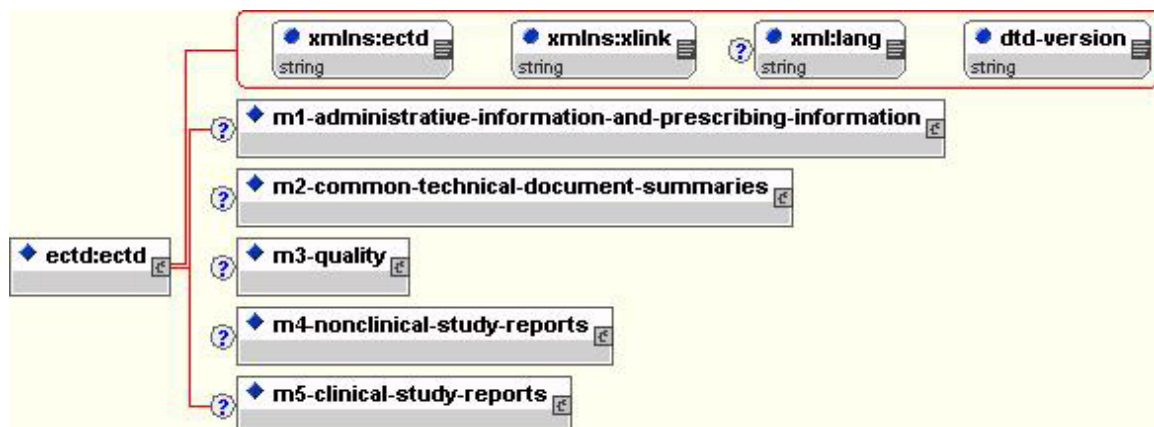 xmlns:ectd xmlns:xlink ? xml:lang dtd-version
string string string string
? m1-administrative-information-and-prescribing-information
? m2-common-technical-document-summaries
ectd:ectd ? m3-quality
? m4-nonclinical-study-reports
? m5-clinical-study-reports